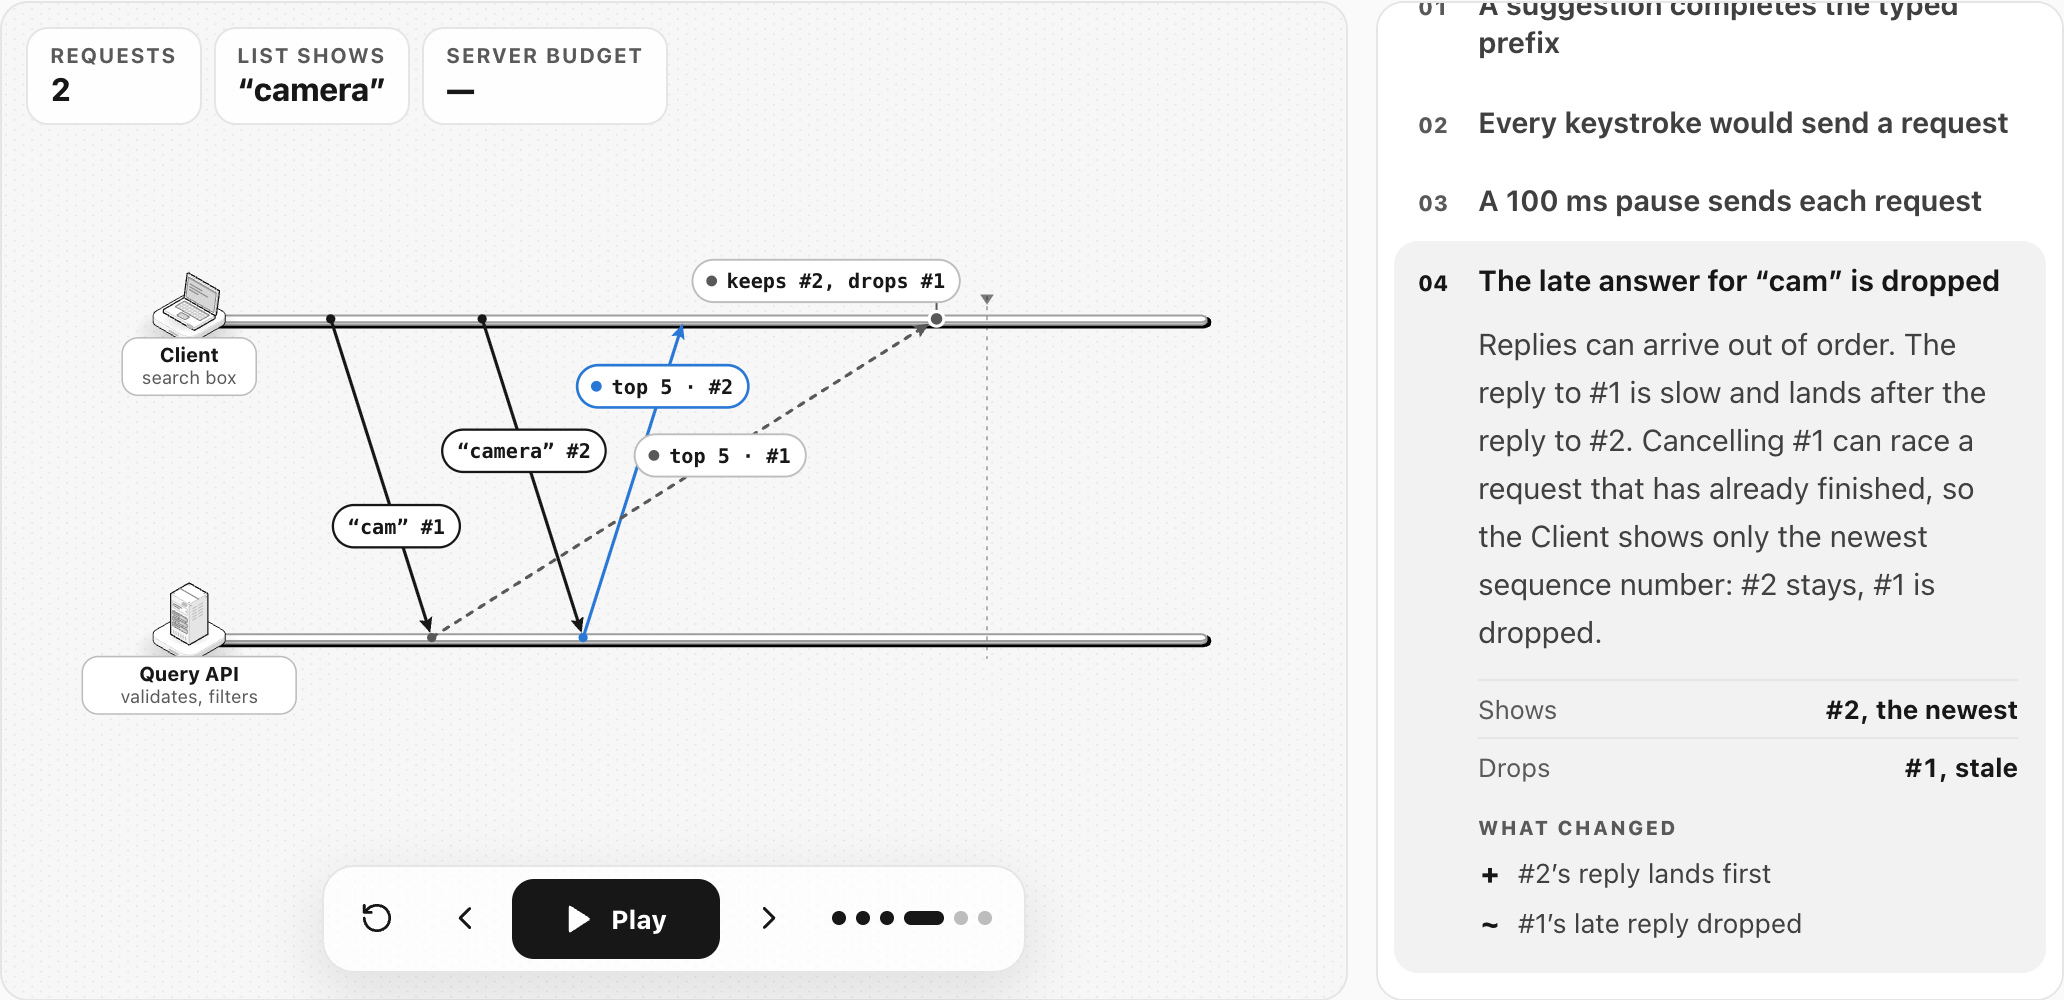 REQUESTS
2
LIST SHOWS
“camera”
SERVER BUDGET
—
keeps #2, drops #1
Client
search box
top 5 · #2
“camera” #2
top 5 · #1
“cam” #1
Query API
validates, filters
Play
01 A suggestion completes the typed
prefix
02 Every keystroke would send a request
03 A 100 ms pause sends each request
04 The late answer for “cam” is dropped
Replies can arrive out of order. The
reply to #1 is slow and lands after the
reply to #2. Cancelling #1 can race a
request that has already finished, so
the Client shows only the newest
sequence number: #2 stays, #1 is
dropped.
Shows #2, the newest
Drops #1, stale
WHAT CHANGED
+ #2’s reply lands first
~ #1’s late reply dropped